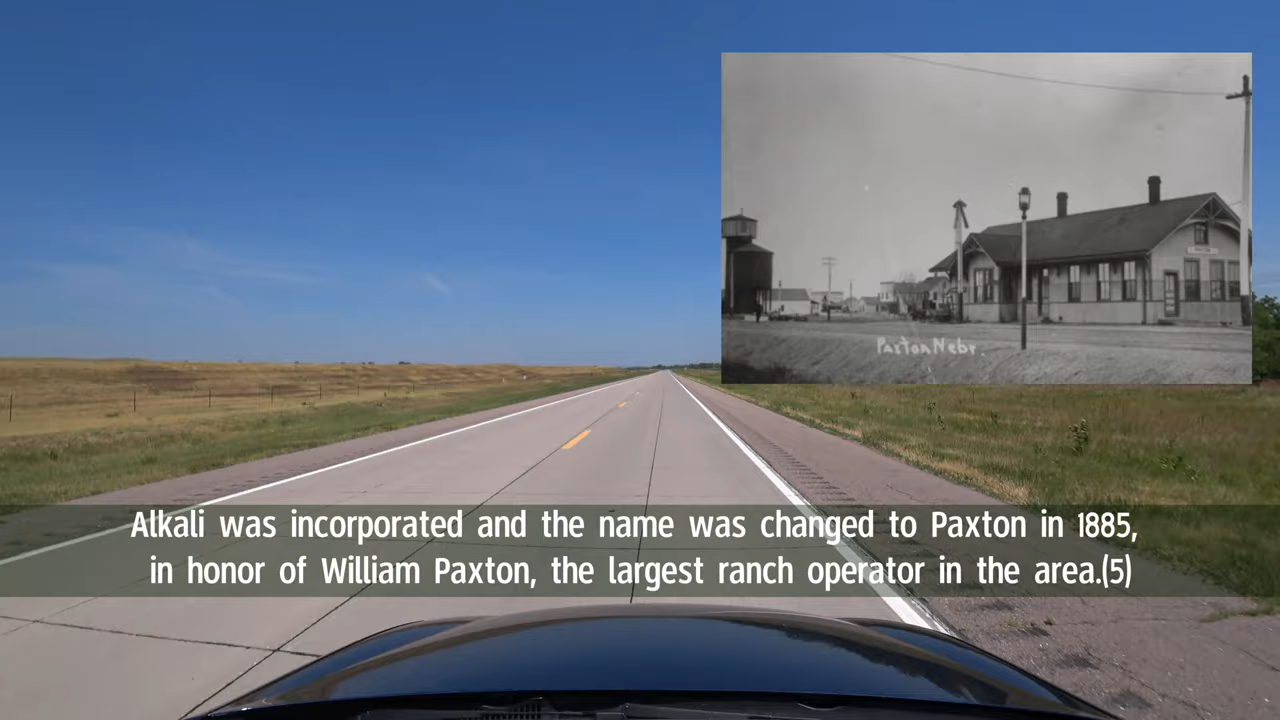 Paxton Nebr.
Alkali was incorporated and the name was changed to Paxton in 1885,
in honor of William Paxton, the largest ranch operator in the area.(5)